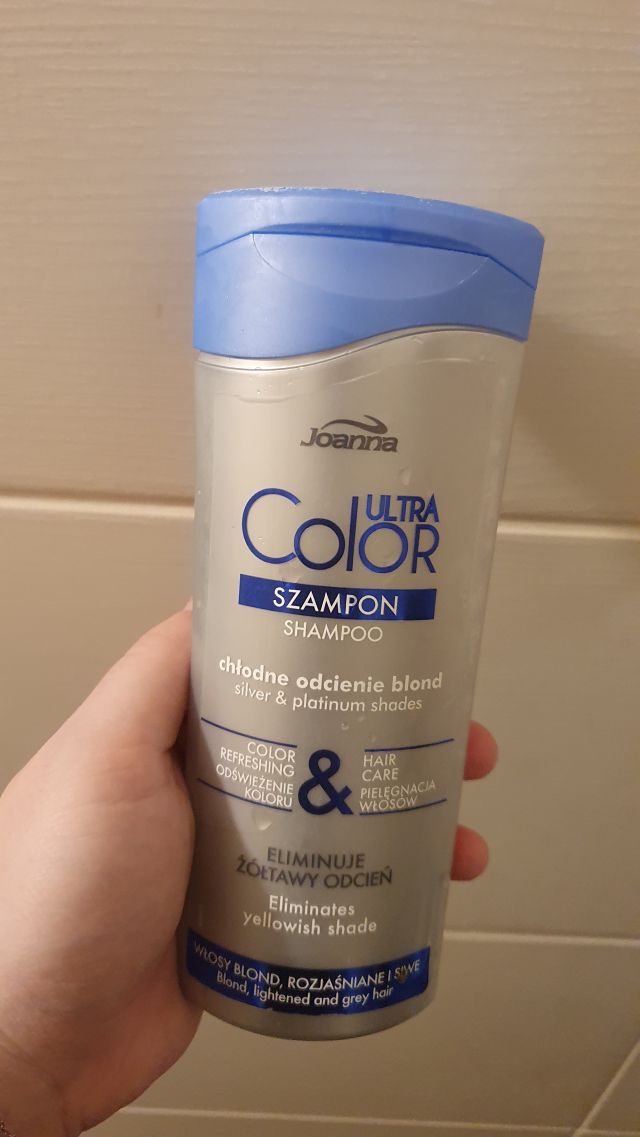 Joanna
ULTRA
COLOR
SZAMPON
SHAMPOO
chłodne odcienie blond
silver & platinum shades
COLOR
REFRESHING
ODŚWIEŻENIE
KOLORU
&
HAIR
CARE
PIELĘGNACJA
WŁOSÓW
ELIMINUJE
ŻÓŁTAWY ODCIEŃ
Eliminates
yellowish shade
WŁOSY BLOND, ROZJAŚNIANE I SIWE
Blond, lightened and grey hair